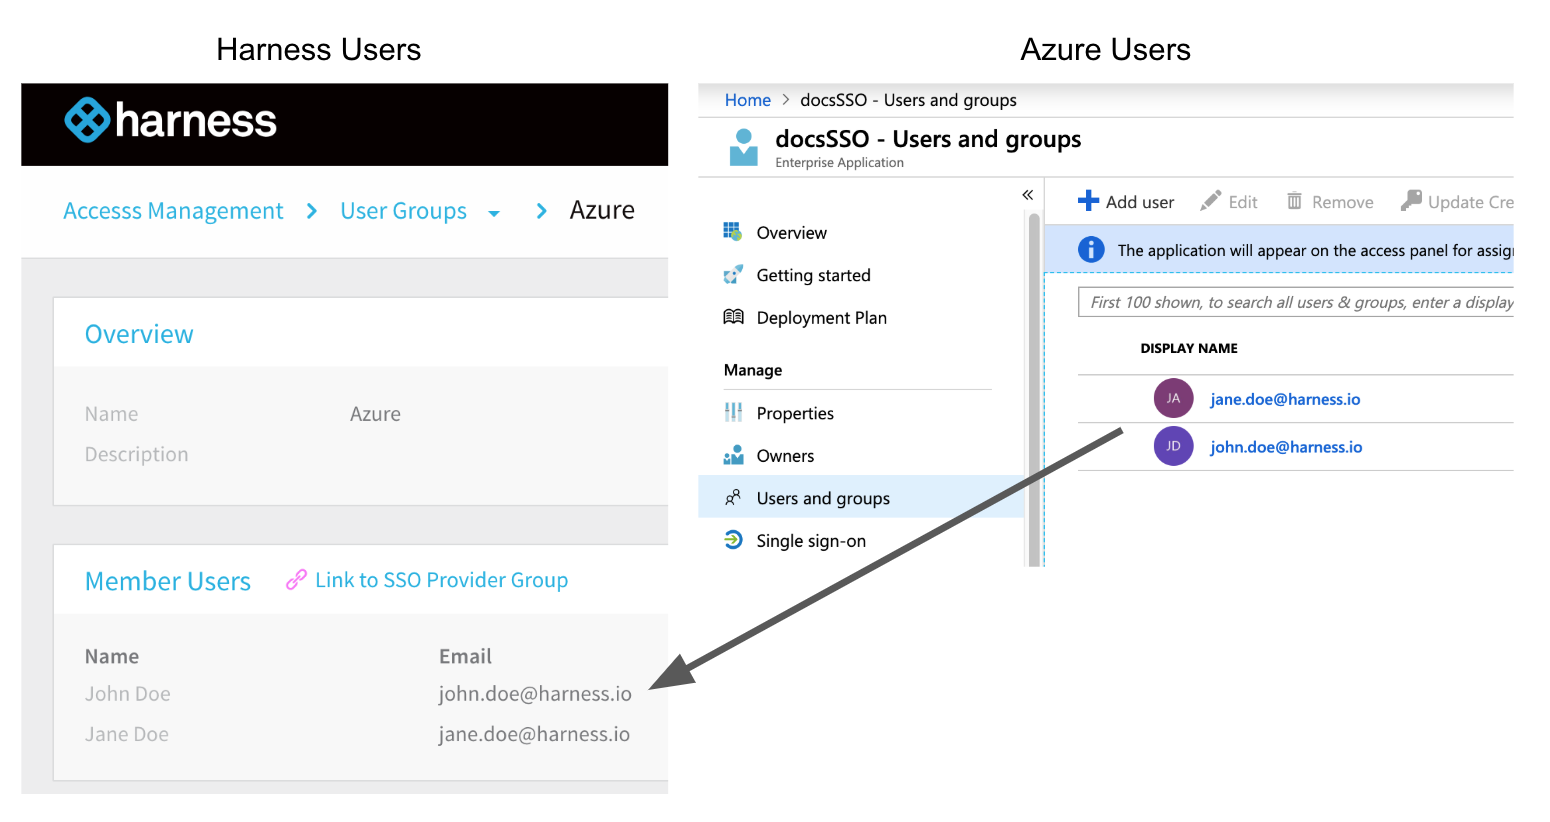 Harness Users
harness
Accesss Management > User Groups > Azure
Overview
Name Azure
Description
Member Users Link to SSO Provider Group
Name Email
John Doe john.doe@harness.io
Jane Doe jane.doe@harness.io
Azure Users
Home > docsSSO - Users and groups
docsSSO - Users and groups
Enterprise Application
«
Overview
Getting started
Deployment Plan
Manage
Properties
Owners
Users and groups
Single sign-on
Add user Edit Remove Update Cre
The application will appear on the access panel for assig
First 100 shown, to search all users & groups, enter a display
DISPLAY NAME
JA jane.doe@harness.io
JD john.doe@harness.io